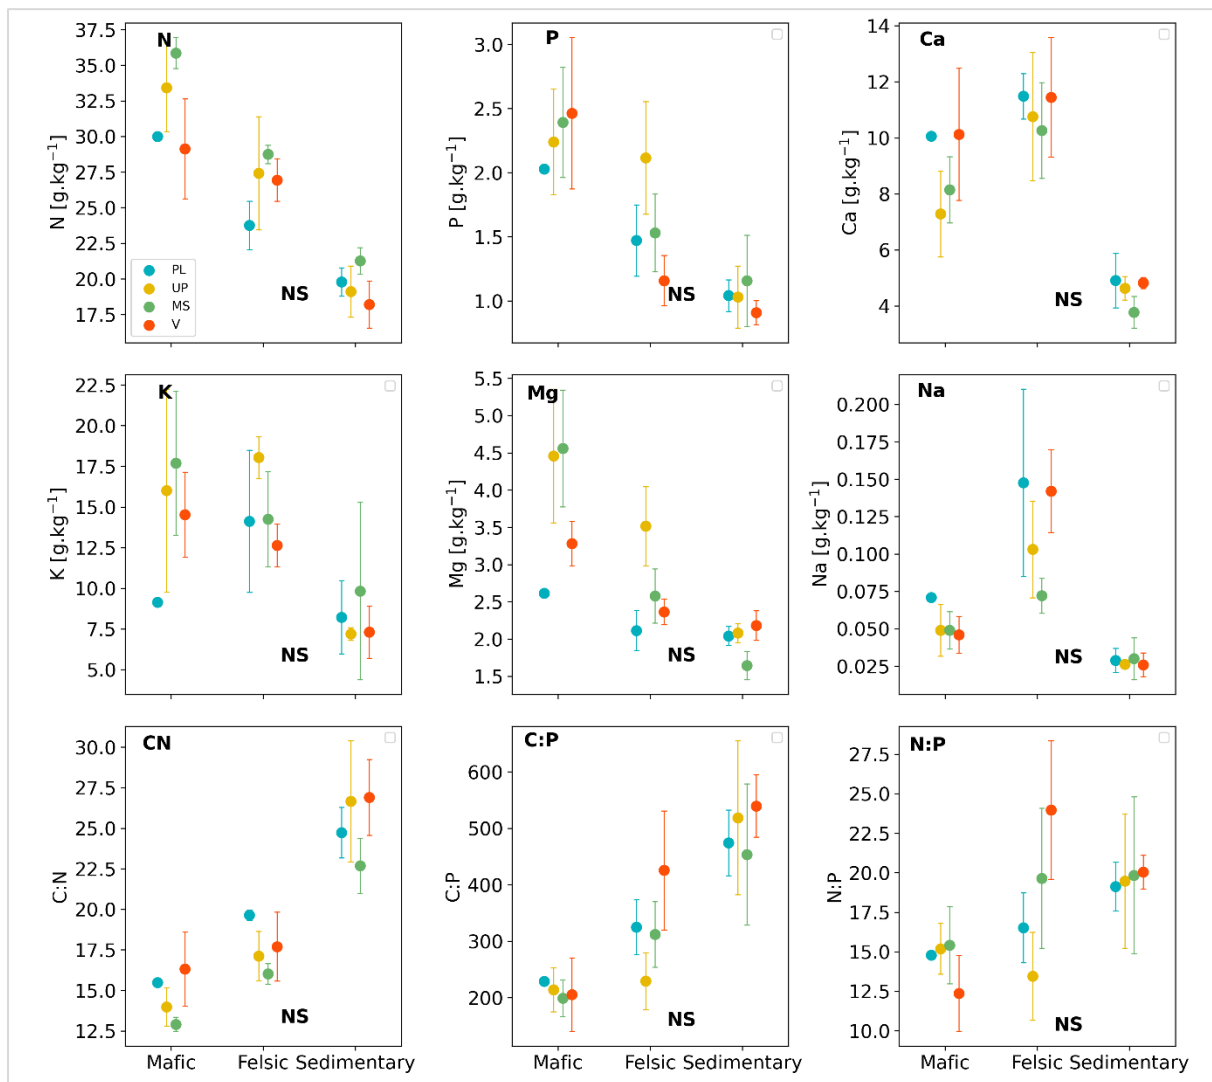 N
N [g.kg⁻¹]
37.5
35.0
32.5
30.0
27.5
25.0
22.5
20.0
17.5
PL
UP
MS
V
NS
P
P [g.kg⁻¹]
3.0
2.5
2.0
1.5
1.0
NS
Ca
Ca [g.kg⁻¹]
14
12
10
8
6
4
NS
K
K [g.kg⁻¹]
22.5
20.0
17.5
15.0
12.5
10.0
7.5
5.0
NS
Mg
Mg [g.kg⁻¹]
5.5
5.0
4.5
4.0
3.5
3.0
2.5
2.0
1.5
NS
Na
Na [g.kg⁻¹]
0.200
0.175
0.150
0.125
0.100
0.075
0.050
0.025
NS
CN
C:N
30.0
27.5
25.0
22.5
20.0
17.5
15.0
12.5
NS
Mafic Felsic Sedimentary
C:P
C:P
600
500
400
300
200
NS
Mafic Felsic Sedimentary
N:P
N:P
27.5
25.0
22.5
20.0
17.5
15.0
12.5
10.0
NS
Mafic Felsic Sedimentary